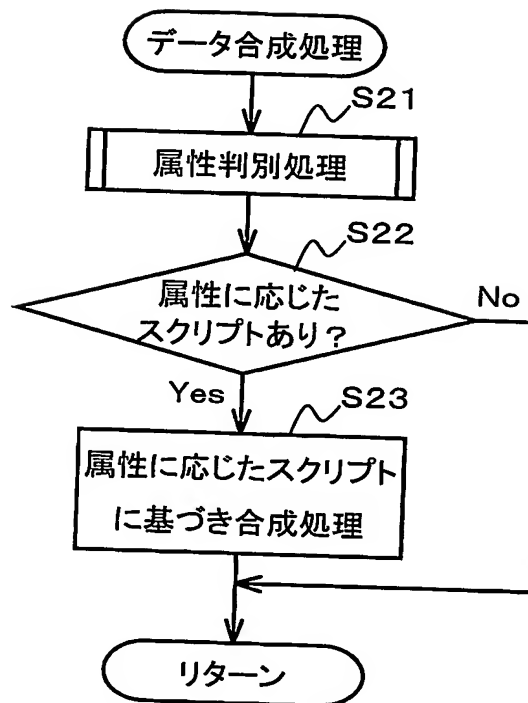 データ合成処理
S21
属性判別処理
S22
属性に応じた
スクリプトあり？
No
Yes
S23
属性に応じたスクリプト
に基づき合成処理
リターン